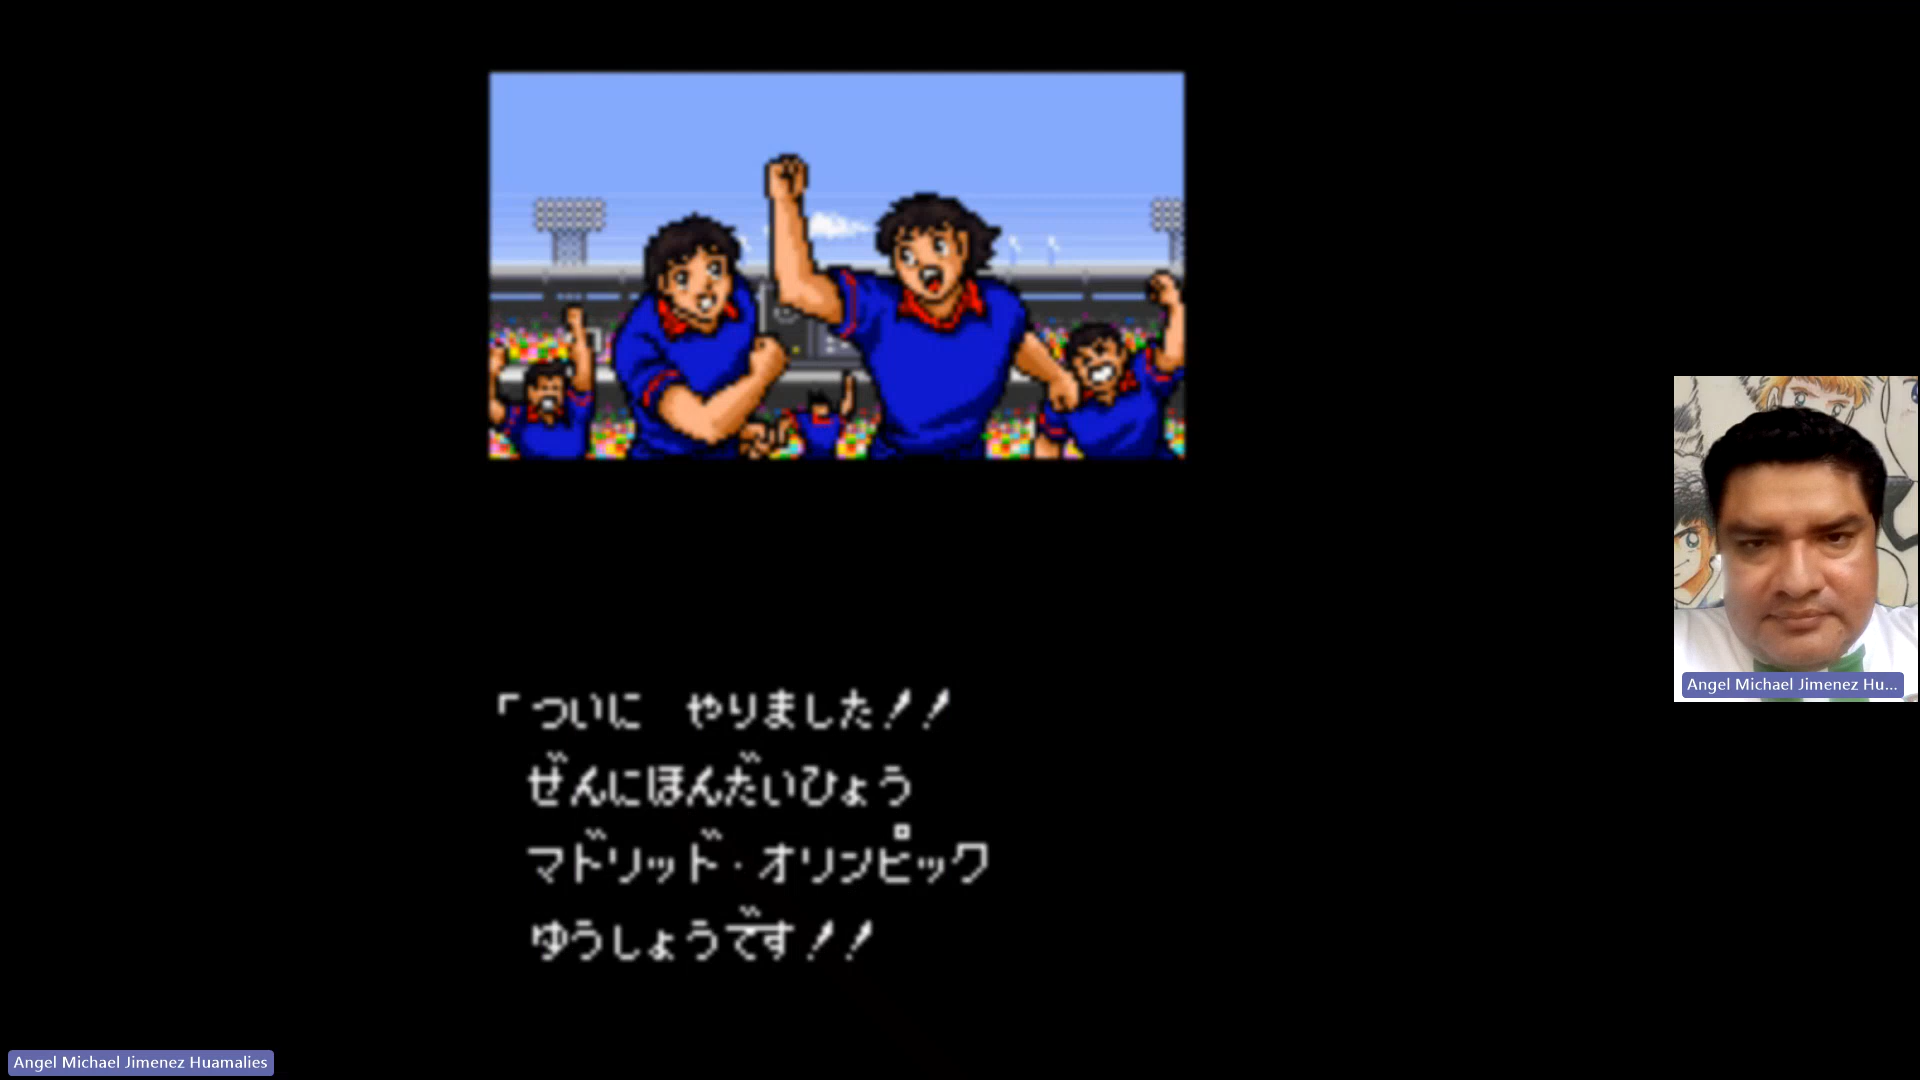 「ついに　やりました！！
ぜんにほんだいひょう
マドリッド・オリンピック
ゆうしょうです！！
Angel Michael Jimenez Hu...
Angel Michael Jimenez Huamalies